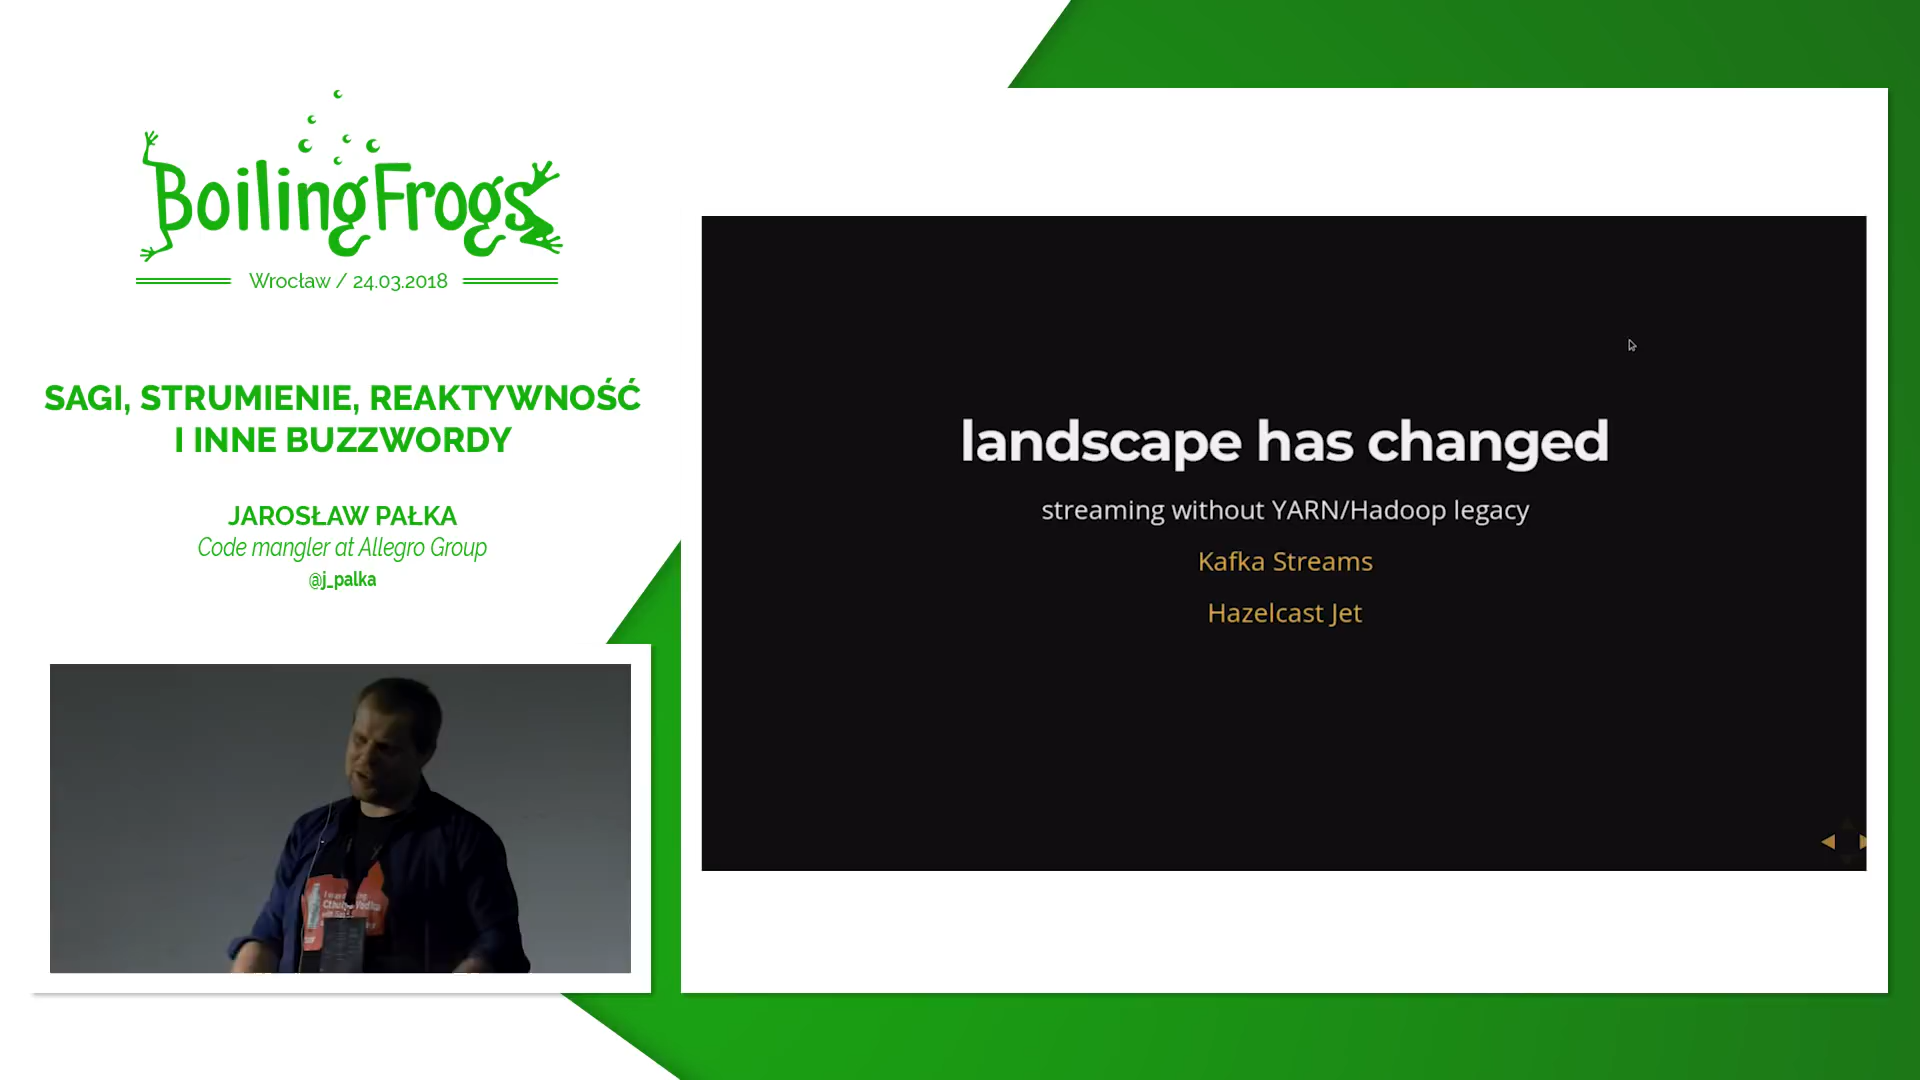 BoilingFrogs
Wrocław / 24.03.2018
SAGI, STRUMIENIE, REAKTYWNOŚĆ
I INNE BUZZWORDY
JAROSŁAW PAŁKA
Code mangler at Allegro Group
@j_palka
landscape has changed
streaming without YARN/Hadoop legacy
Kafka Streams
Hazelcast Jet